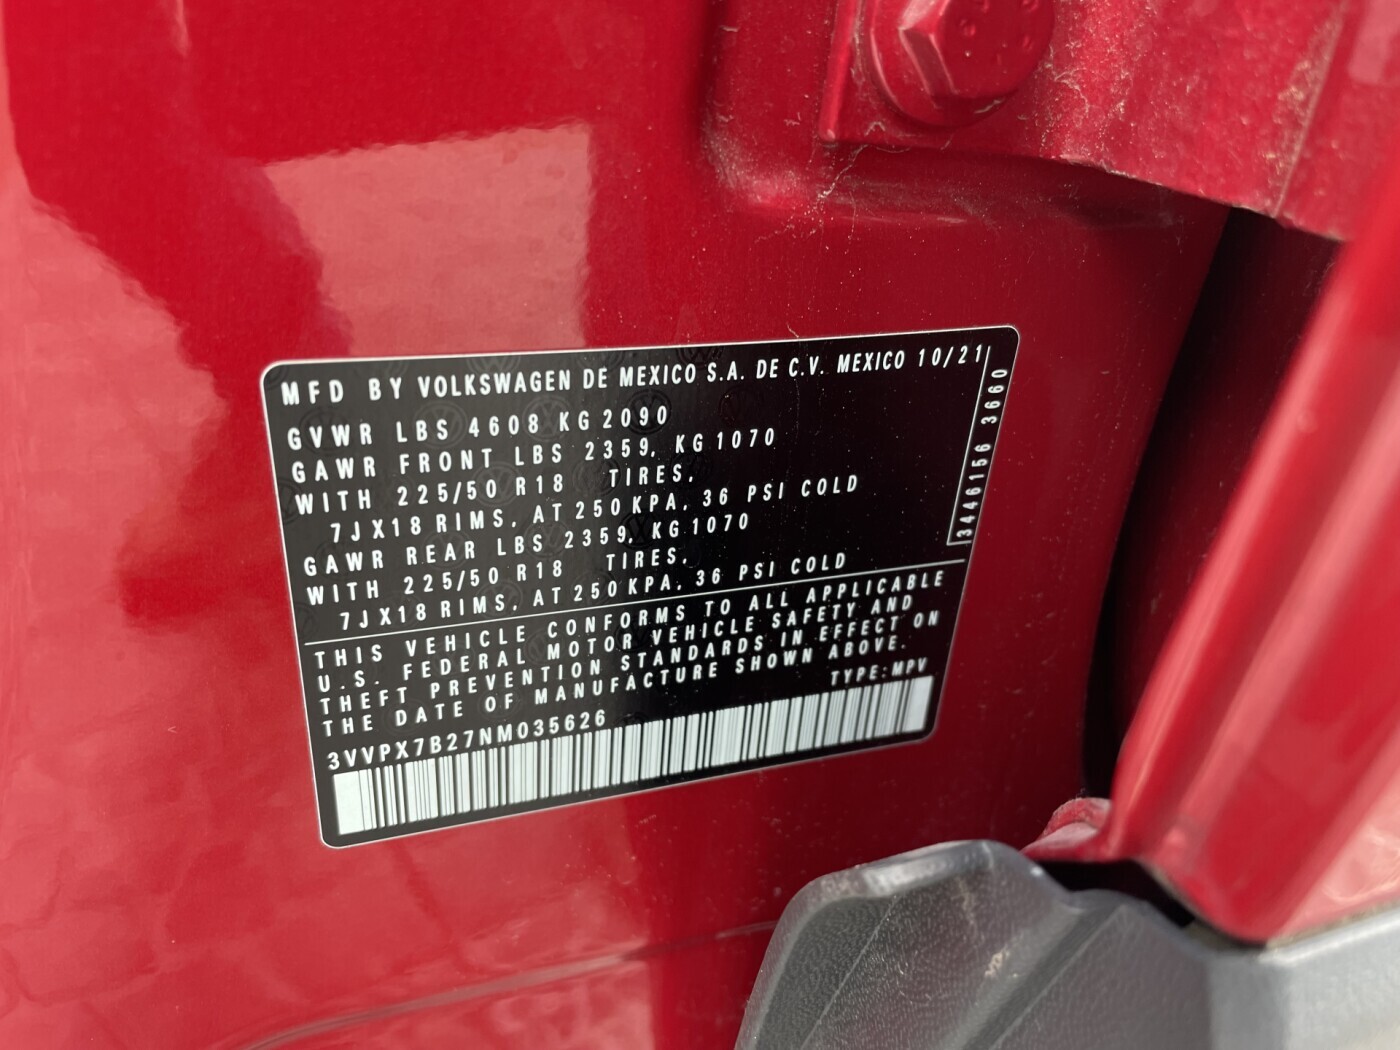 MFD BY VOLKSWAGEN DE MEXICO S.A. DE C.V. MEXICO 10/21
GVWR LBS 4608 KG 2090
GAWR FRONT LBS 2359, KG 1070
WITH 225/50 R18 TIRES,
7JX18 RIMS, AT 250 KPA, 36 PSI COLD
GAWR REAR LBS 2359, KG 1070
WITH 225/50 R18 TIRES,
7JX18 RIMS, AT 250 KPA, 36 PSI COLD
3446156 3660
THIS VEHICLE CONFORMS TO ALL APPLICABLE
U.S. FEDERAL MOTOR VEHICLE SAFETY AND
THEFT PREVENTION STANDARDS IN EFFECT ON
THE DATE OF MANUFACTURE SHOWN ABOVE.
TYPE:MPV
3VVPX7B27NM035626